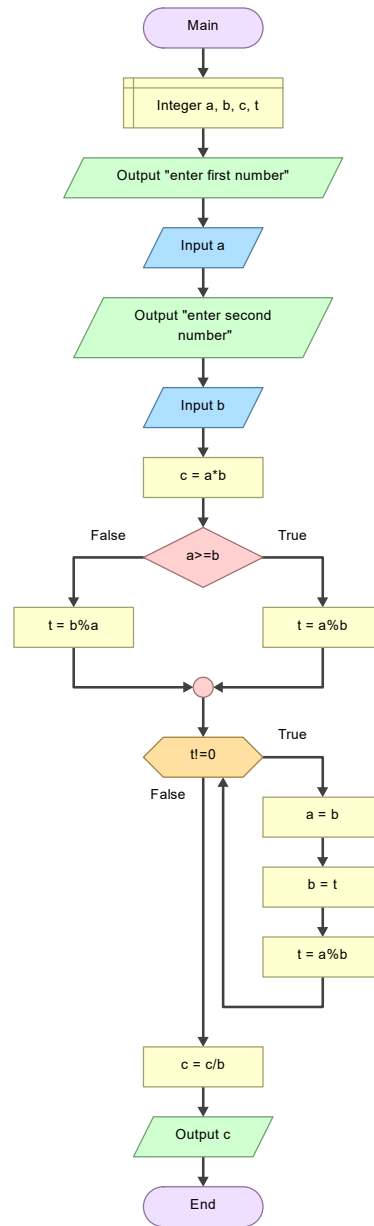 Main
Integer a, b, c, t
Output "enter first number"
Input a
Output "enter second
number"
Input b
c = a*b
False
a>=b
True
t = b%a
t = a%b
t!=0
True
False
a = b
b = t
t = a%b
c = c/b
Output c
End